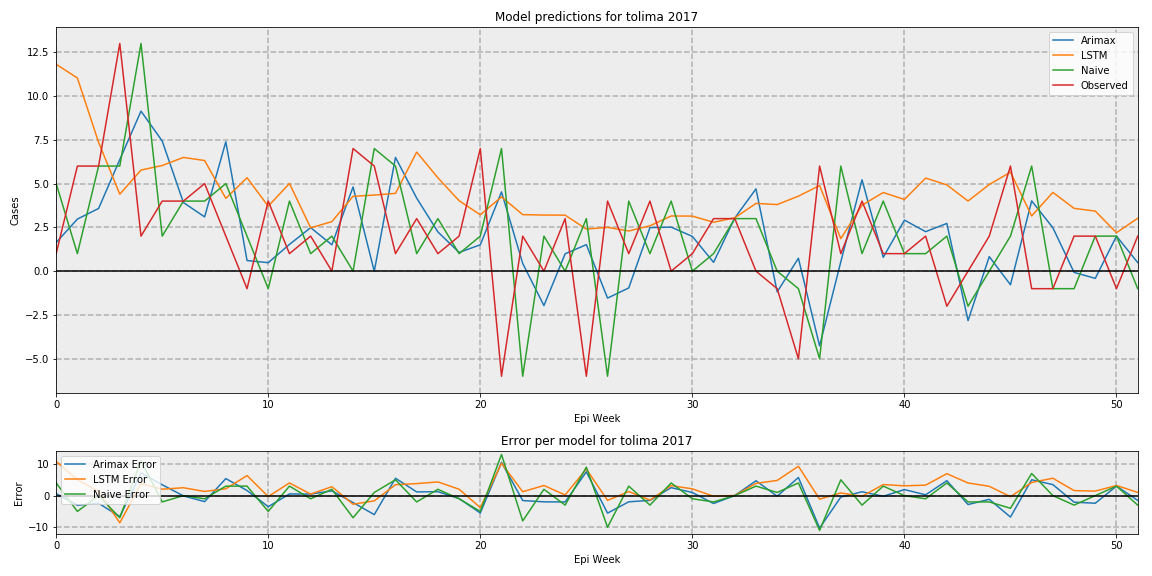 Model predictions for tolima 2017
12.5
10.0
7.5
5.0
2.5
0.0
−2.5
−5.0
Cases
Arimax
LSTM
Naive
Observed
0 10 20 30 40 50
Epi Week
Error per model for tolima 2017
10
0
−10
Error
Arimax Error
LSTM Error
Naive Error
0 10 20 30 40 50
Epi Week